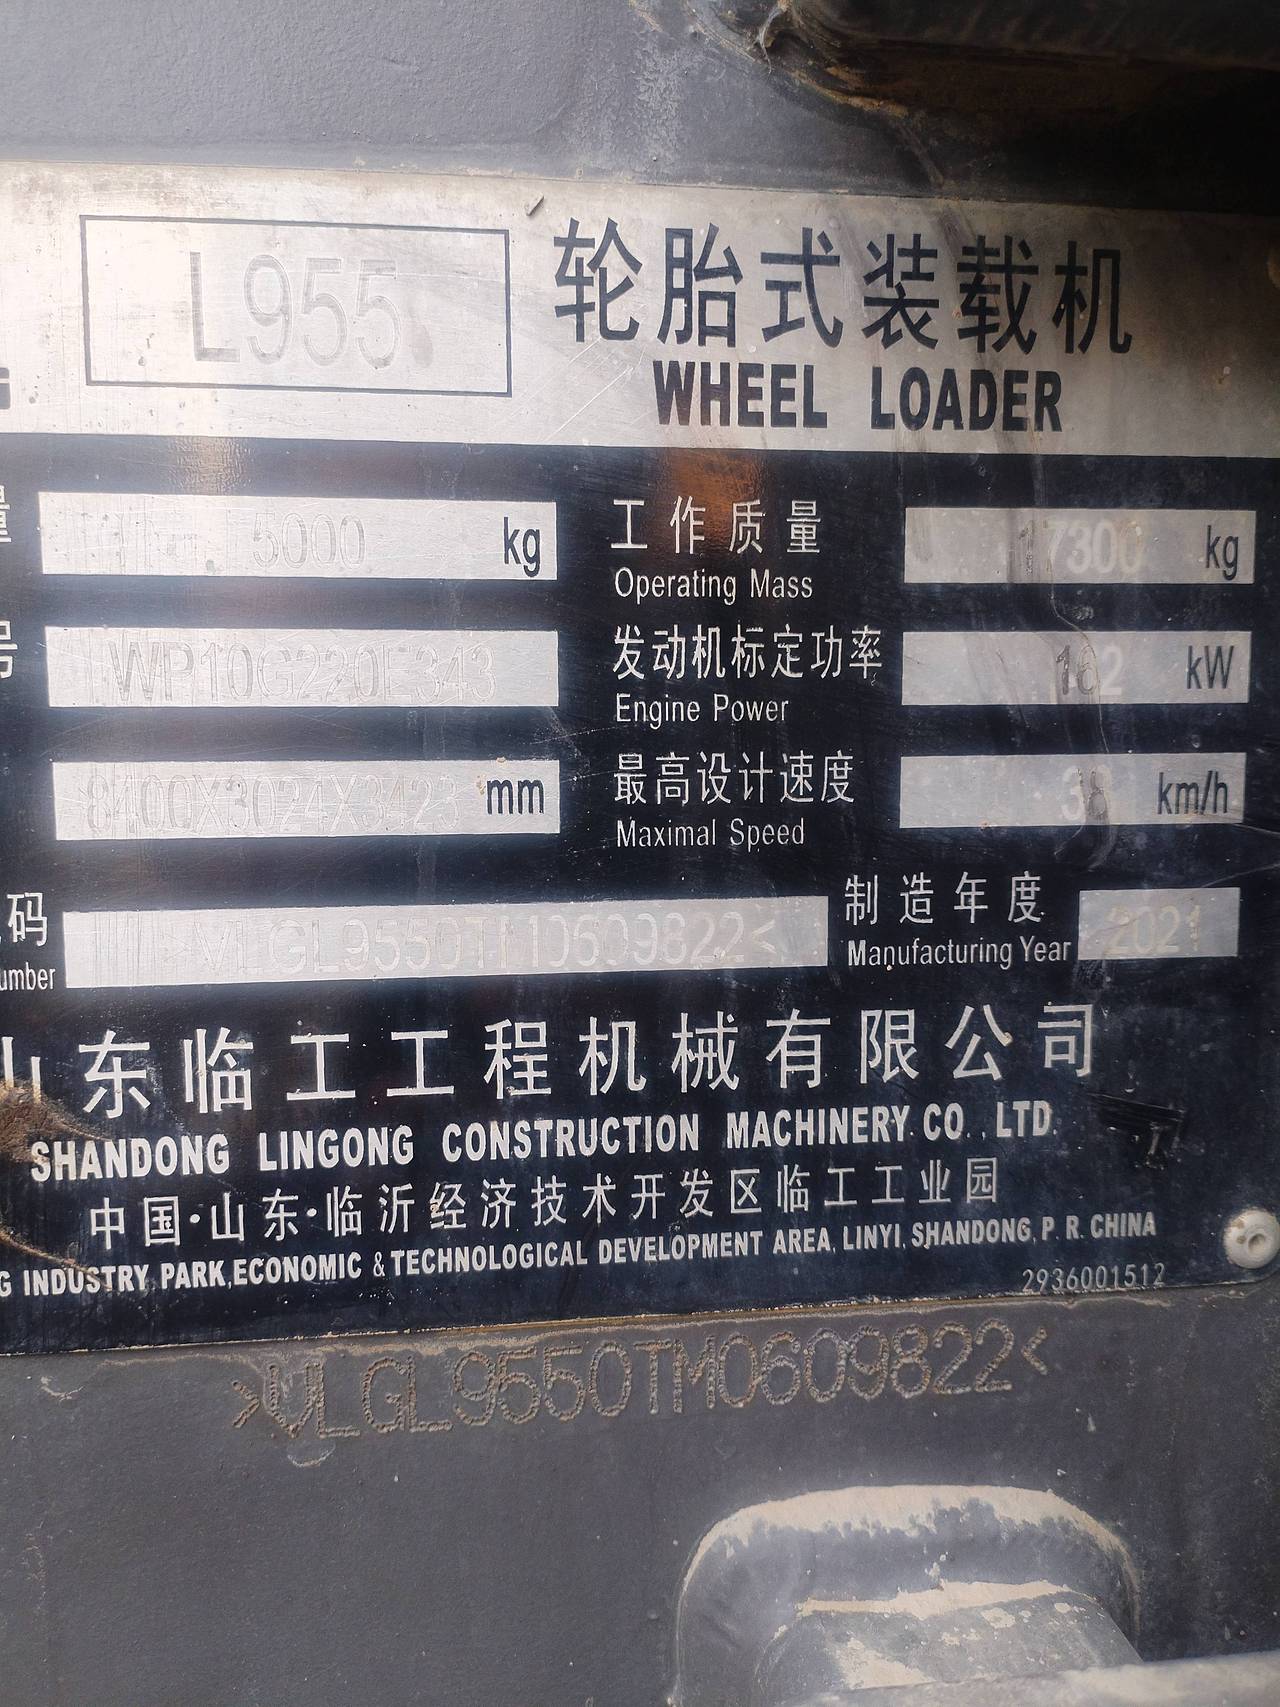 L955 轮胎式装载机
WHEEL LOADER
量 5000 kg 工作质量 17300 kg
Operating Mass
号 WP10G220E343 发动机标定功率 162 kW
Engine Power
8400X3024X3423 mm 最高设计速度 38 km/h
Maximal Speed
码 制造年度 2021
umber Manufacturing Year
山东临工工程机械有限公司
SHANDONG LINGONG CONSTRUCTION MACHINERY CO., LTD.
中国·山东·临沂经济技术开发区临工工业园
G INDUSTRY PARK,ECONOMIC & TECHNOLOGICAL DEVELOPMENT AREA, LINYI, SHANDONG, P. R. CHINA
2936001512
>VLGL9550TM0609822<